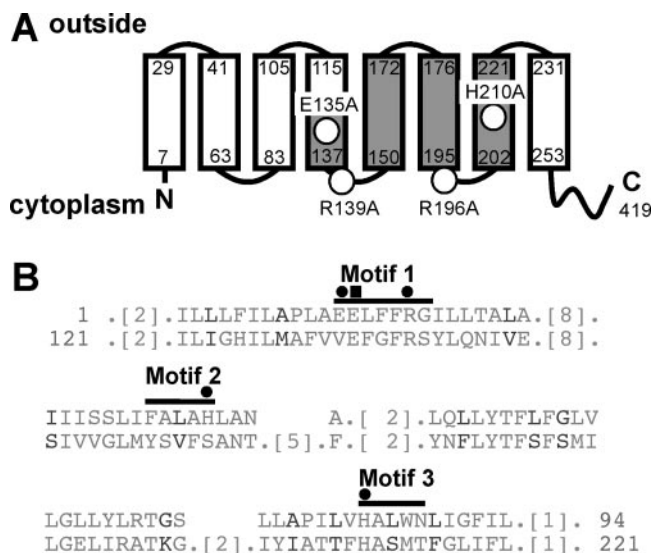 A outside
29 41 105 115 172 176 221 231
E135A H210A
7 63 83 137 150 195 202 253
N C
cytoplasm R139A R196A 419
B
Motif 1
1 .[2].ILLLFILAPLAEELFFRGILLTALA.[8].
121 .[2].ILIGHILMAFVVEFGFRSYLQNIVE.[8].
Motif 2
IIISSLIFALAHLAN A.[ 2].LQLLYTFLFGLV
SIVVGLMYSVFSANT.[5].F.[ 2].YNFLYTFSFSMI
Motif 3
LGLLYLRTGS LLAPILVHALWNLIGFIL.[1]. 94
LGELIRATKG.[2].IYIATTFHASMTFGLIFL.[1]. 221